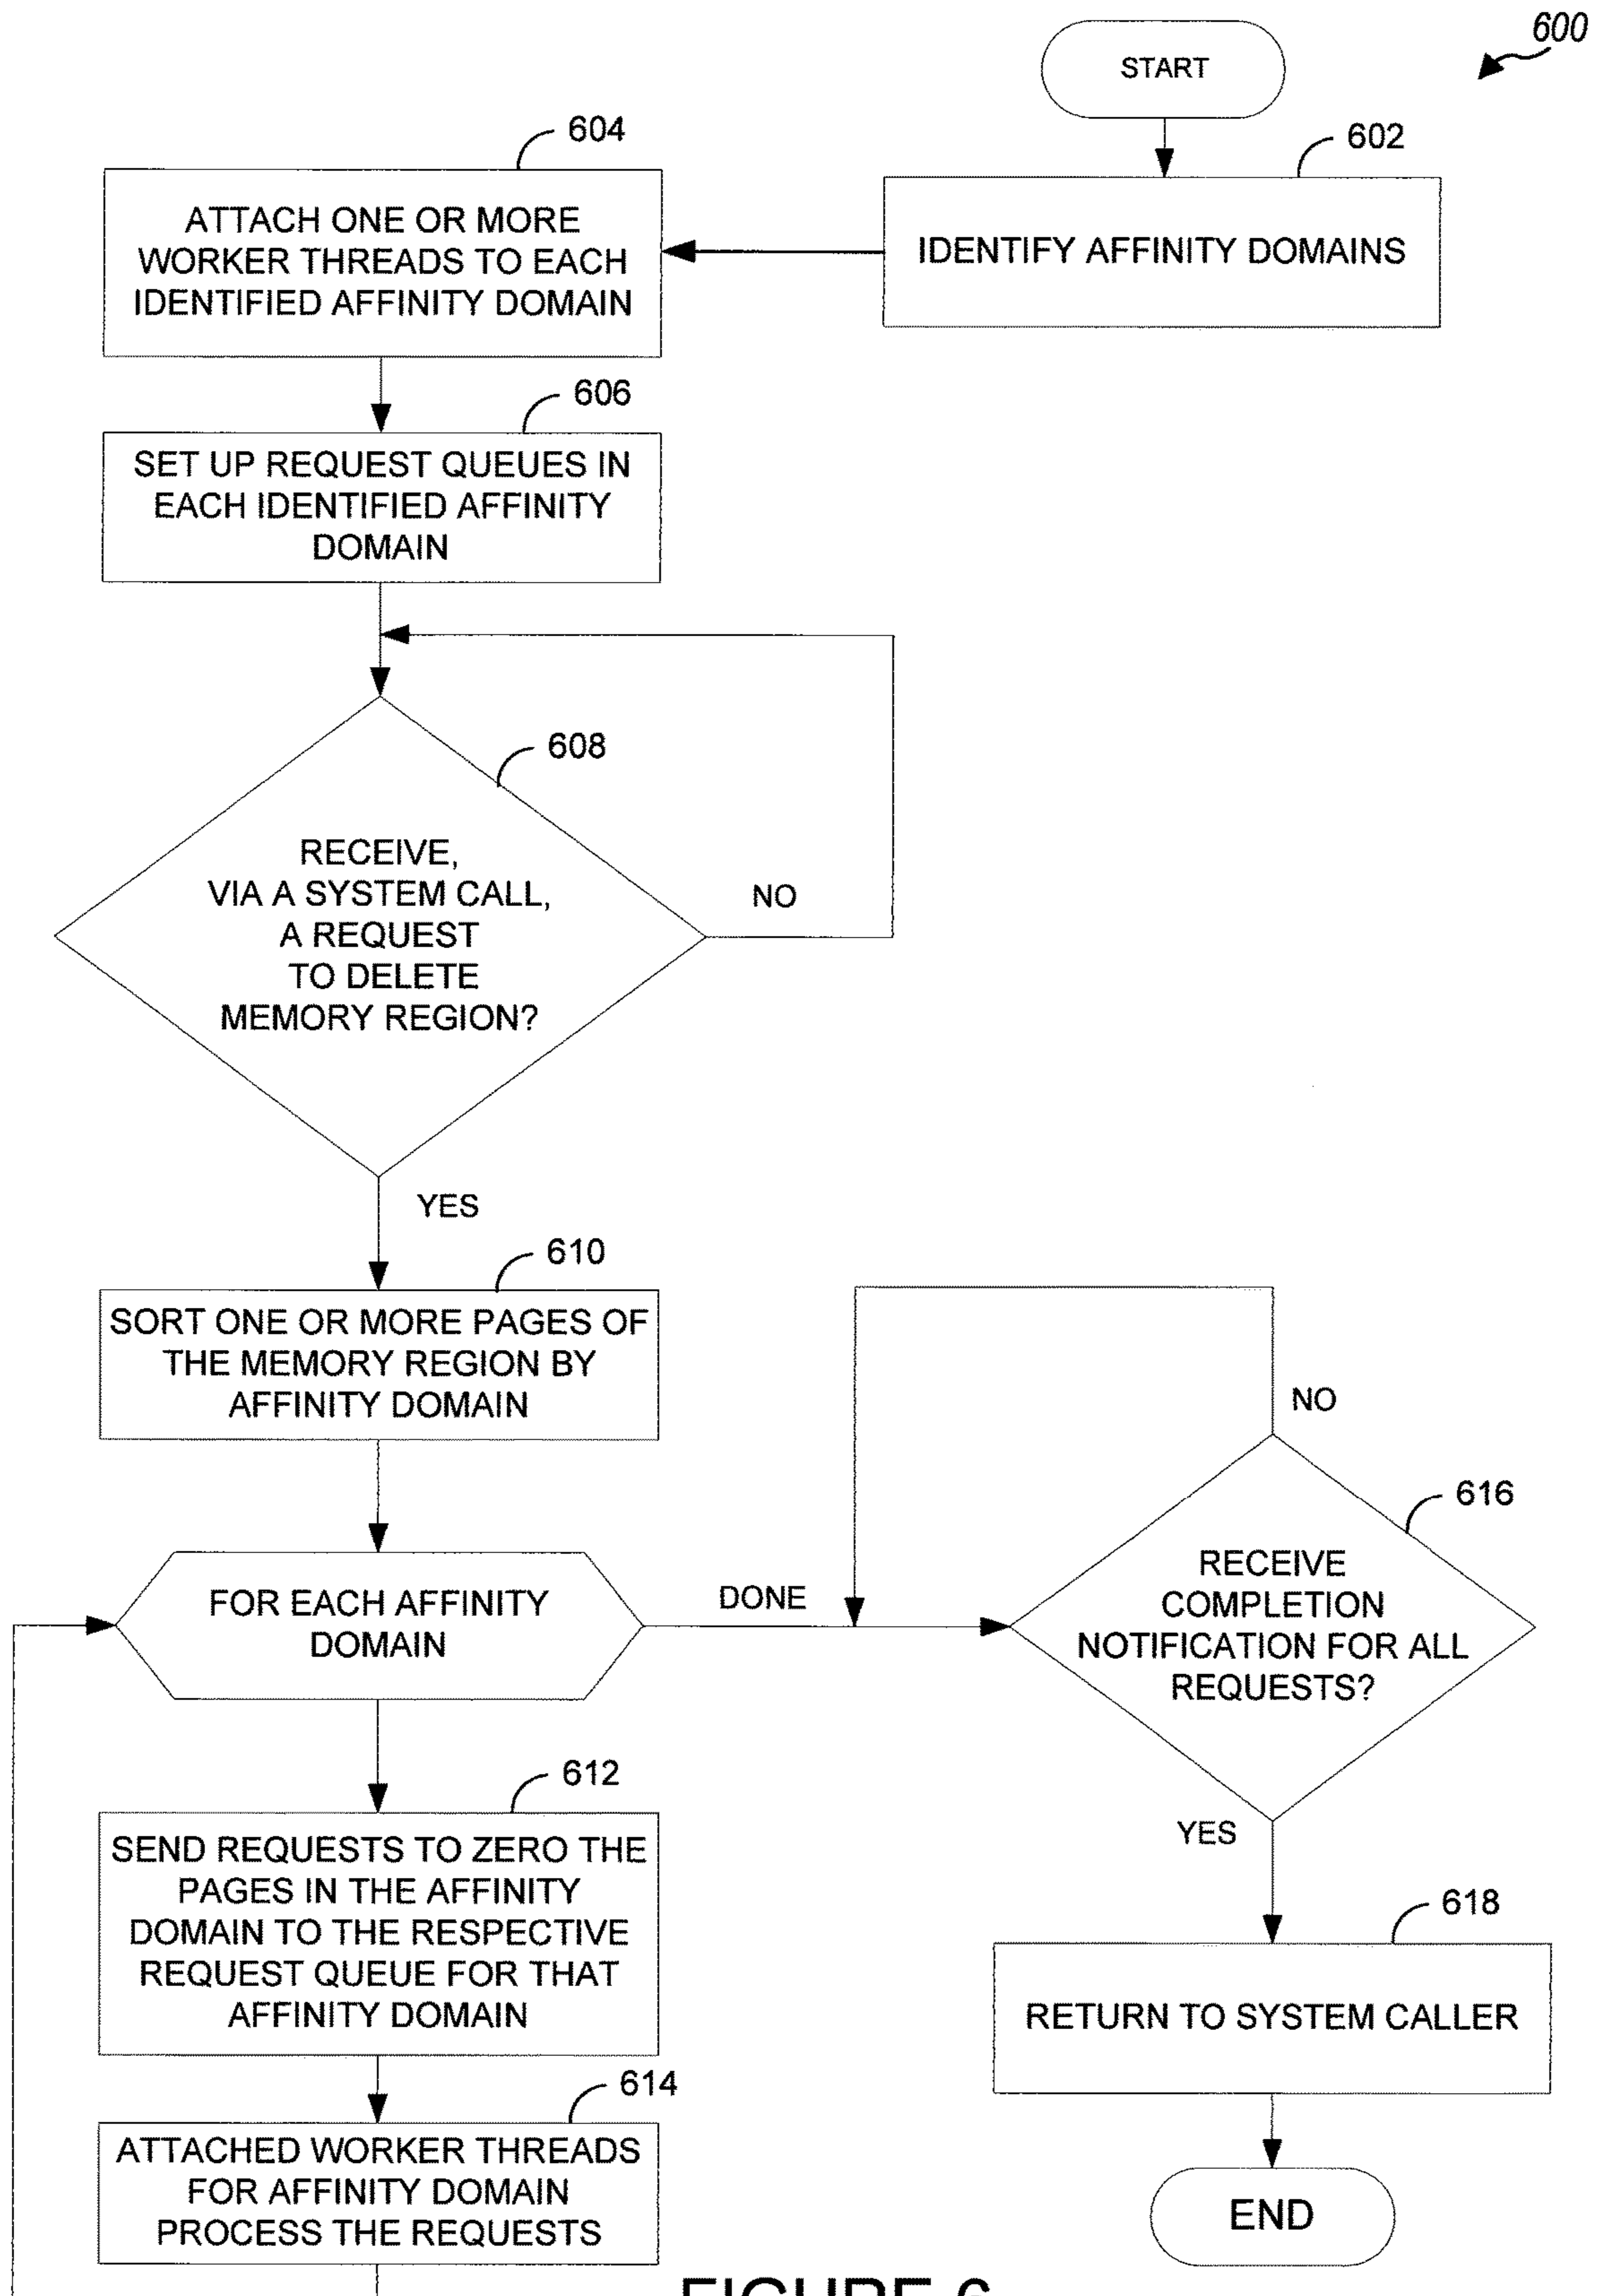 600
START
602
IDENTIFY AFFINITY DOMAINS
604
ATTACH ONE OR MORE
WORKER THREADS TO EACH
IDENTIFIED AFFINITY DOMAIN
606
SET UP REQUEST QUEUES IN
EACH IDENTIFIED AFFINITY
DOMAIN
608
RECEIVE,
VIA A SYSTEM CALL,
A REQUEST
TO DELETE
MEMORY REGION?
NO
YES
610
SORT ONE OR MORE PAGES OF
THE MEMORY REGION BY
AFFINITY DOMAIN
FOR EACH AFFINITY
DOMAIN
DONE
612
SEND REQUESTS TO ZERO THE
PAGES IN THE AFFINITY
DOMAIN TO THE RESPECTIVE
REQUEST QUEUE FOR THAT
AFFINITY DOMAIN
614
ATTACHED WORKER THREADS
FOR AFFINITY DOMAIN
PROCESS THE REQUESTS
616
RECEIVE
COMPLETION
NOTIFICATION FOR ALL
REQUESTS?
NO
YES
618
RETURN TO SYSTEM CALLER
END
FIGURE 6